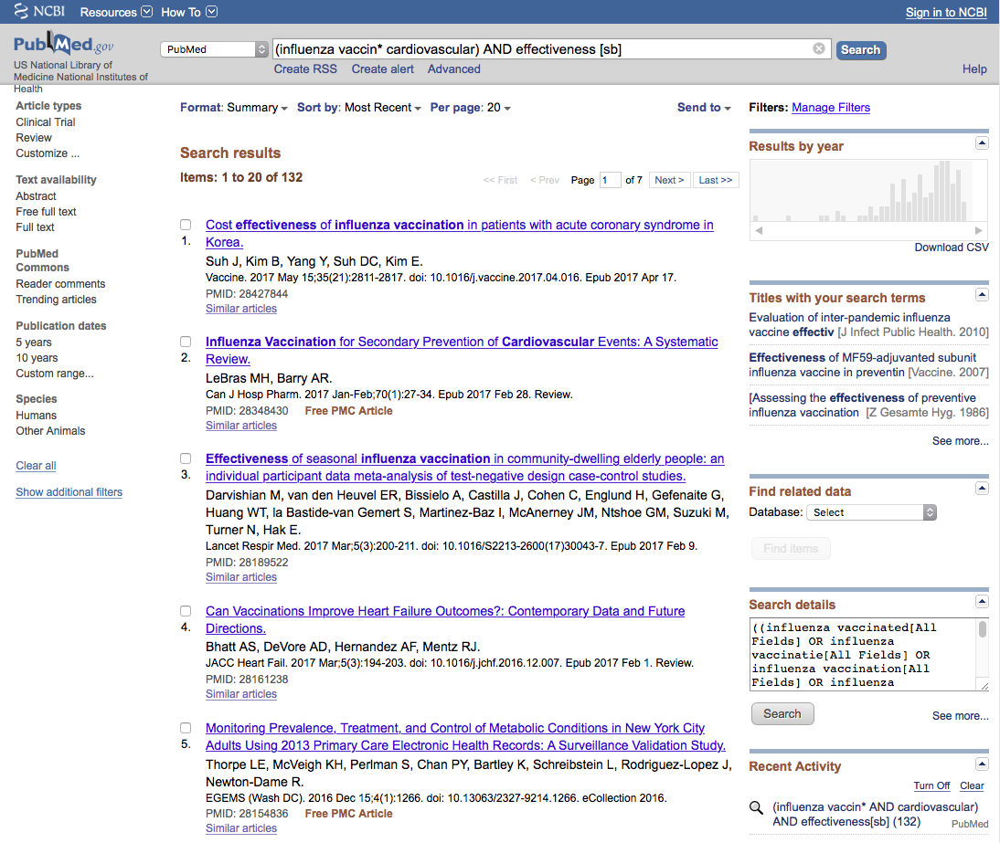 NCBI Resources How To Sign in to NCBI
PubMed.gov
US National Library of
Medicine National Institutes of
Health
PubMed
(influenza vaccin* cardiovascular) AND effectiveness [sb]
Search
Create RSS Create alert Advanced
Help
Article types
Clinical Trial
Review
Customize ...
Text availability
Abstract
Free full text
Full text
PubMed
Commons
Reader comments
Trending articles
Publication dates
5 years
10 years
Custom range...
Species
Humans
Other Animals
Clear all
Show additional filters
Format: Summary Sort by: Most Recent Per page: 20 Send to
Search results
Items: 1 to 20 of 132
<< First < Prev Page 1 of 7 Next > Last >>
Cost effectiveness of influenza vaccination in patients with acute coronary syndrome in
1. Korea.
Suh J, Kim B, Yang Y, Suh DC, Kim E.
Vaccine. 2017 May 15;35(21):2811-2817. doi: 10.1016/j.vaccine.2017.04.016. Epub 2017 Apr 17.
PMID: 28427844
Similar articles
Influenza Vaccination for Secondary Prevention of Cardiovascular Events: A Systematic
2. Review.
LeBras MH, Barry AR.
Can J Hosp Pharm. 2017 Jan-Feb;70(1):27-34. Epub 2017 Feb 28. Review.
PMID: 28348430 Free PMC Article
Similar articles
Effectiveness of seasonal influenza vaccination in community-dwelling elderly people: an
3. individual participant data meta-analysis of test-negative design case-control studies.
Darvishian M, van den Heuvel ER, Bissielo A, Castilla J, Cohen C, Englund H, Gefenaite G,
Huang WT, la Bastide-van Gemert S, Martinez-Baz I, McAnerney JM, Ntshoe GM, Suzuki M,
Turner N, Hak E.
Lancet Respir Med. 2017 Mar;5(3):200-211. doi: 10.1016/S2213-2600(17)30043-7. Epub 2017 Feb 9.
PMID: 28189522
Similar articles
Can Vaccinations Improve Heart Failure Outcomes?: Contemporary Data and Future
4. Directions.
Bhatt AS, DeVore AD, Hernandez AF, Mentz RJ.
JACC Heart Fail. 2017 Mar;5(3):194-203. doi: 10.1016/j.jchf.2016.12.007. Epub 2017 Feb 1. Review.
PMID: 28161238
Similar articles
Monitoring Prevalence, Treatment, and Control of Metabolic Conditions in New York City
5. Adults Using 2013 Primary Care Electronic Health Records: A Surveillance Validation Study.
Thorpe LE, McVeigh KH, Perlman S, Chan PY, Bartley K, Schreibstein L, Rodriguez-Lopez J,
Newton-Dame R.
EGEMS (Wash DC). 2016 Dec 15;4(1):1266. doi: 10.13063/2327-9214.1266. eCollection 2016.
PMID: 28154836 Free PMC Article
Similar articles
Filters: Manage Filters
Results by year
Download CSV
Titles with your search terms
Evaluation of inter-pandemic influenza
vaccine effectiv [J Infect Public Health. 2010]
Effectiveness of MF59-adjuvanted subunit
influenza vaccine in preventin [Vaccine. 2007]
[Assessing the effectiveness of preventive
influenza vaccination [Z Gesamte Hyg. 1986]
See more...
Find related data
Database: Select
Find items
Search details
((influenza vaccinated[All
Fields] OR influenza
vaccinatie[All Fields] OR
influenza vaccination[All
Fields] OR influenza
Search
See more...
Recent Activity
Turn Off Clear
(influenza vaccin* AND cardiovascular)
AND effectiveness[sb] (132) PubMed